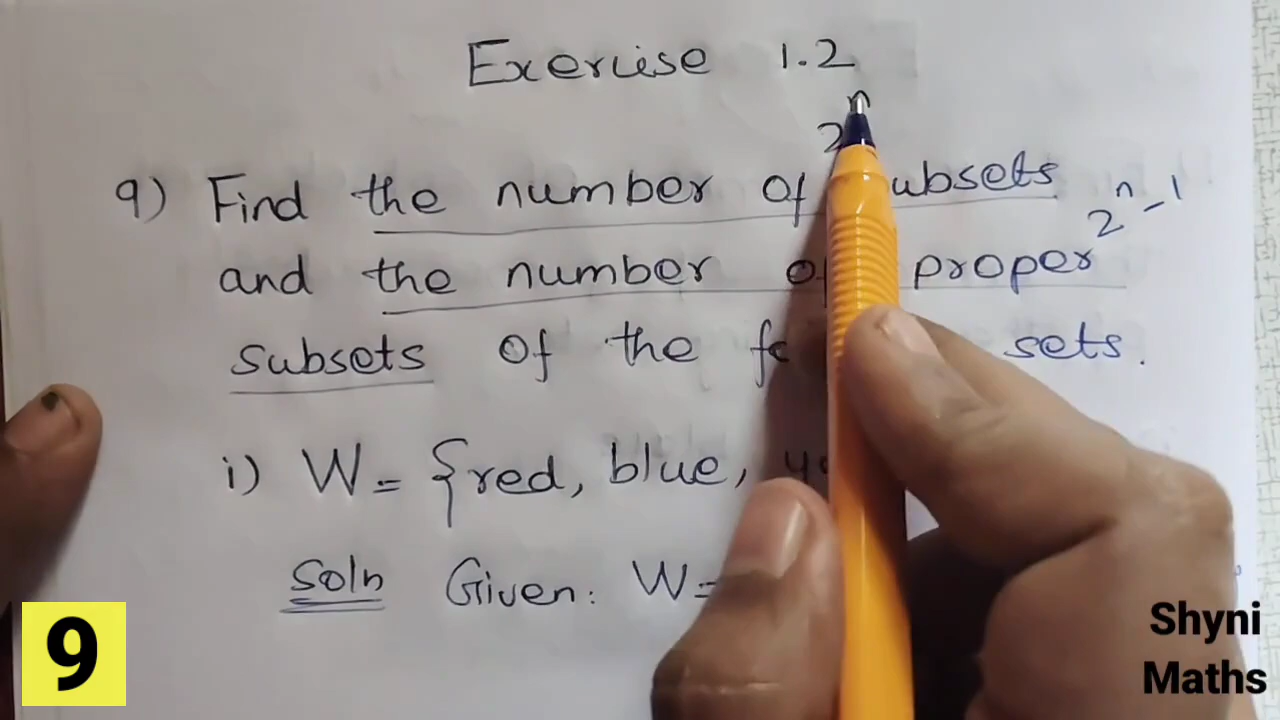 Exercise 1.2
2ⁿ
9) Find the number of subsets
2ⁿ-1
and the number of proper
subsets of the sets.
i) W = {red, blue,
Soln Given: W =
9
Shyni
Maths